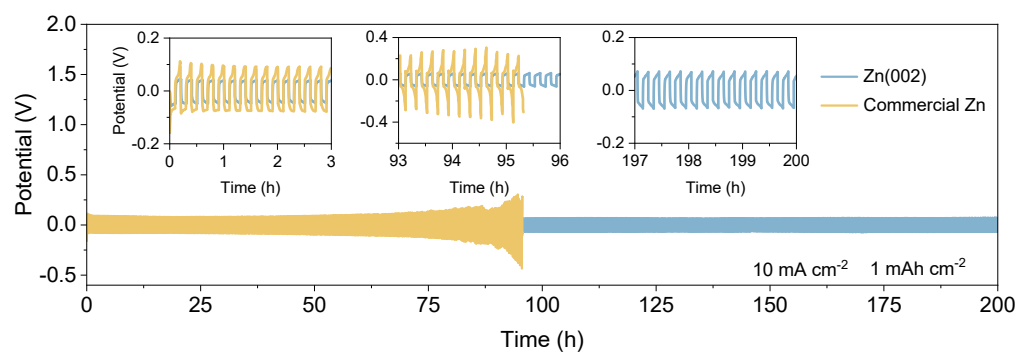 2.0
1.5
1.0
0.5
0.0
-0.5
Potential (V)
0 25 50 75 100 125 150 175 200
Time (h)
0.2
0.0
-0.2
Potential (V)
0 1 2 3
Time (h)
0.4
0.0
-0.4
93 94 95 96
Time (h)
0.2
0.0
-0.2
197 198 199 200
Time (h)
Zn(002)
Commercial Zn
10 mA cm⁻² 1 mAh cm⁻²